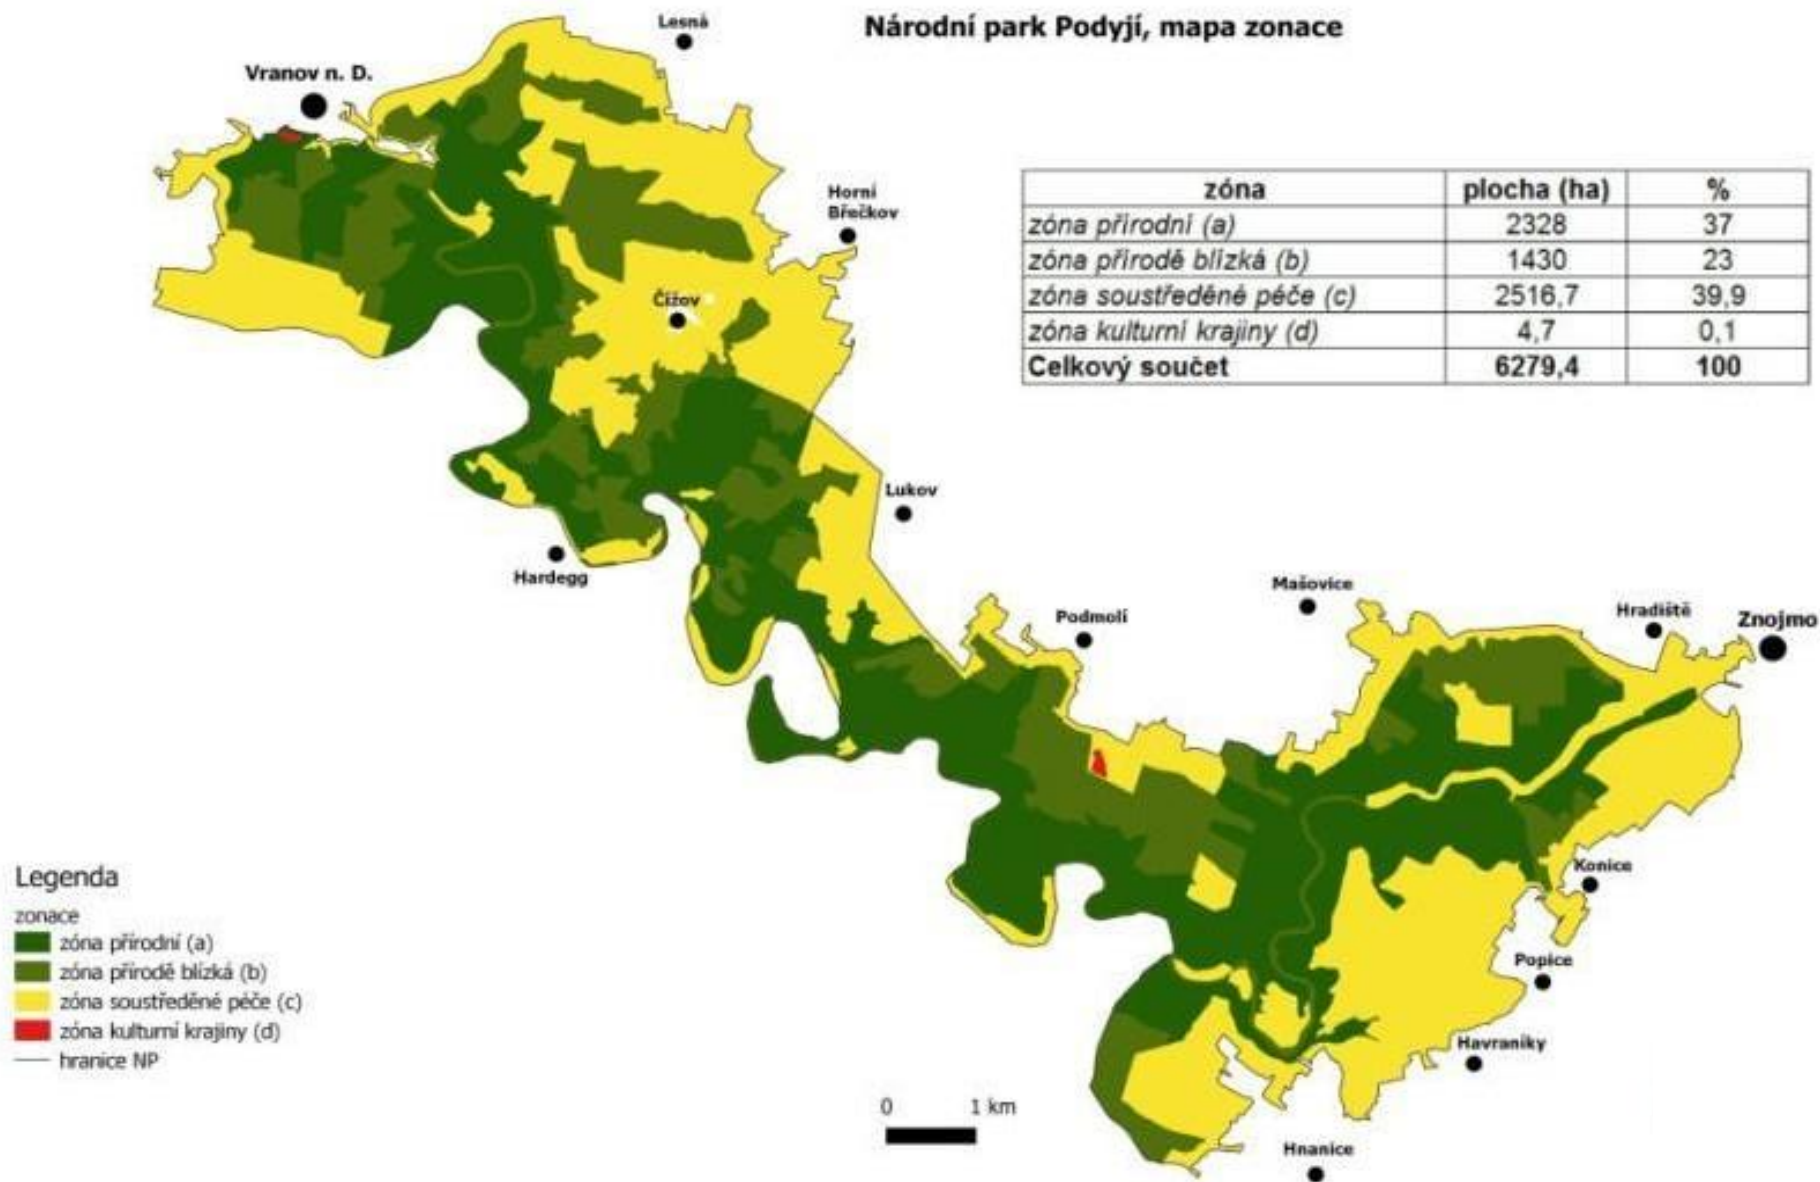 Národní park Podyjí, mapa zonace
Lesná
Vranov n. D.
Horní
Břečkov
Čížov
Lukov
Hardegg
Podmolí
Mašovice
Hradiště
Znojmo
Konice
Popice
Havraníky
Hnanice
zóna plocha (ha) %
zóna přírodní (a) 2328 37
zóna přírodě blízká (b) 1430 23
zóna soustředěné péče (c) 2516,7 39,9
zóna kulturní krajiny (d) 4,7 0,1
Celkový součet 6279,4 100
Legenda
zonace
zóna přírodní (a)
zóna přírodě blízká (b)
zóna soustředěné péče (c)
zóna kulturní krajiny (d)
hranice NP
0 1 km